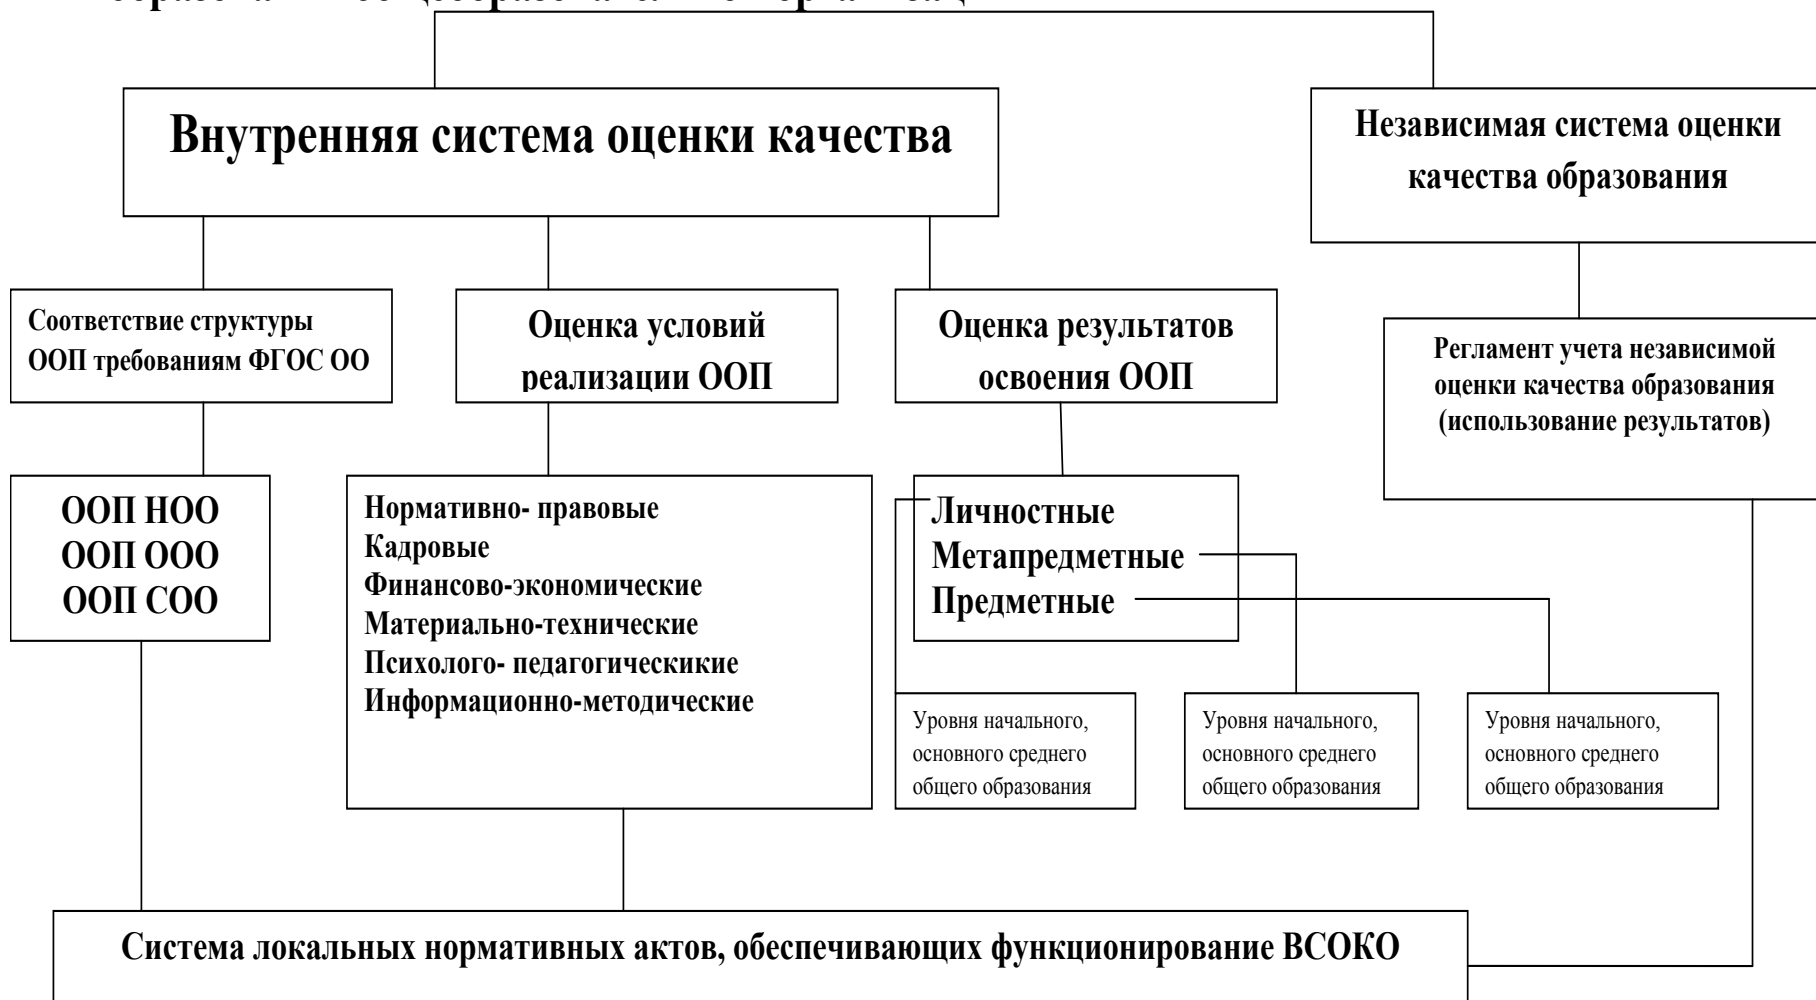 Внутренняя система оценки качества
Независимая система оценки
качества образования
Соответствие структуры
ООП требованиям ФГОС ОО
Оценка условий
реализации ООП
Оценка результатов
освоения ООП
Регламент учета независимой
оценки качества образования
(использование результатов)
ООП НОО
ООП ООО
ООП СОО
Нормативно- правовые
Кадровые
Финансово-экономические
Материально-технические
Психолого- педагогическикие
Информационно-методические
Личностные
Метапредметные
Предметные
Уровня начального,
основного среднего
общего образования
Уровня начального,
основного среднего
общего образования
Уровня начального,
основного среднего
общего образования
Система локальных нормативных актов, обеспечивающих функционирование ВСОКО